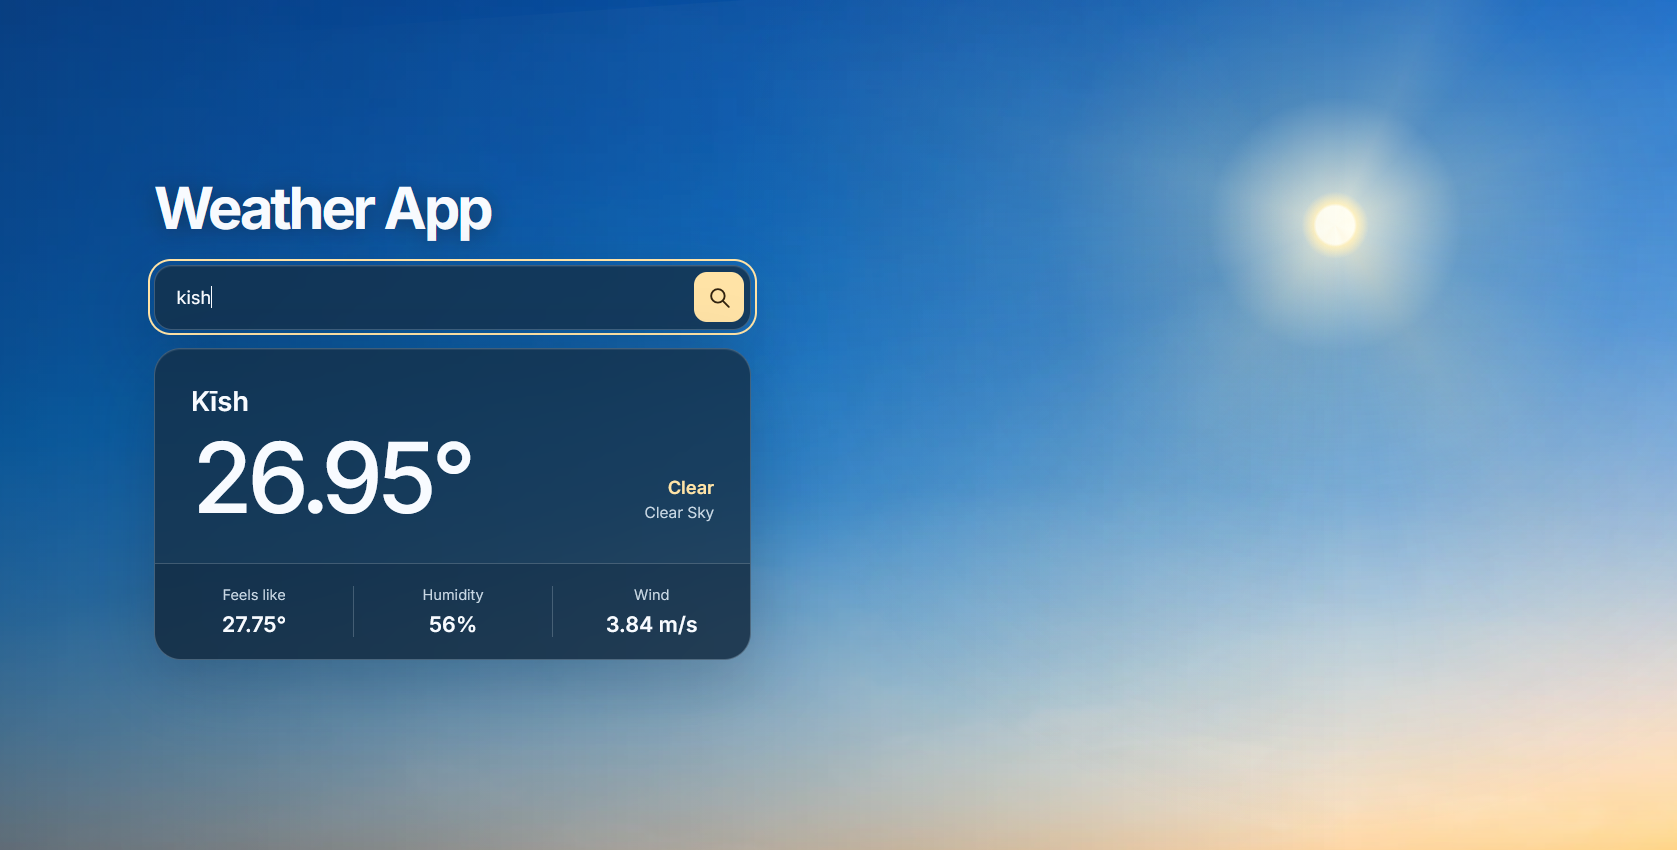 Weather App
kish
Kīsh
26.95°
Clear
Clear Sky
Feels like
27.75°
Humidity
56%
Wind
3.84 m/s